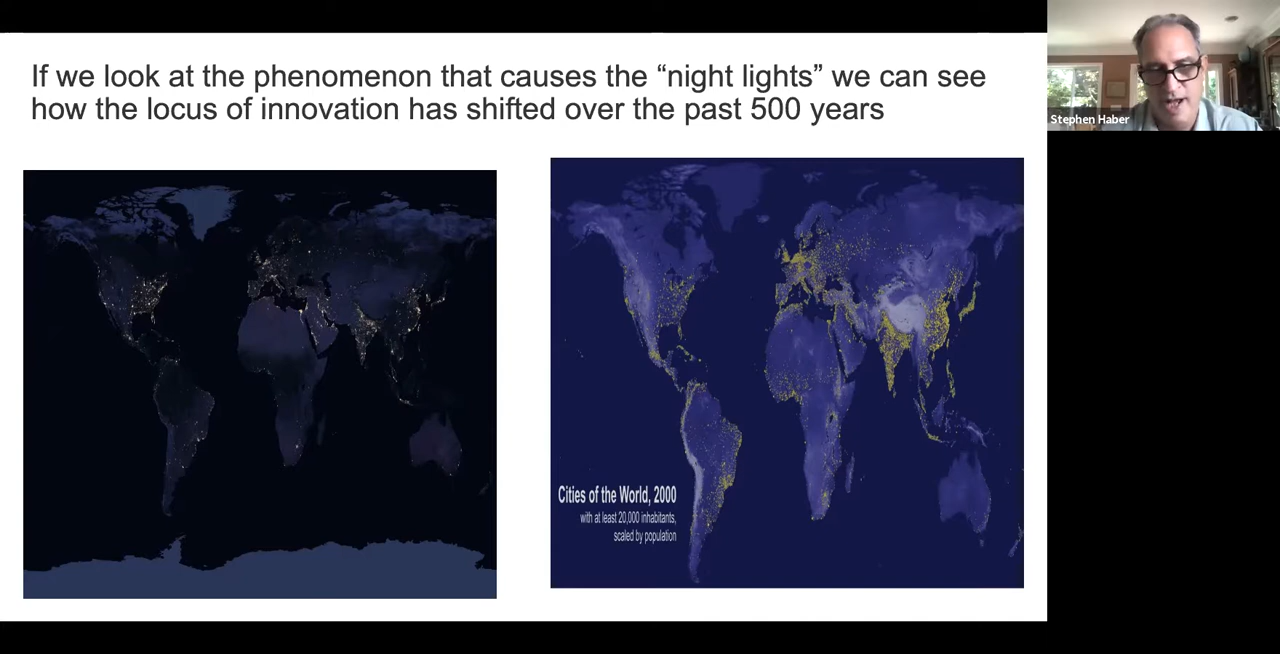 If we look at the phenomenon that causes the “night lights” we can see
how the locus of innovation has shifted over the past 500 years
Stephen Haber
Cities of the World, 2000
with at least 20,000 inhabitants,
scaled by population